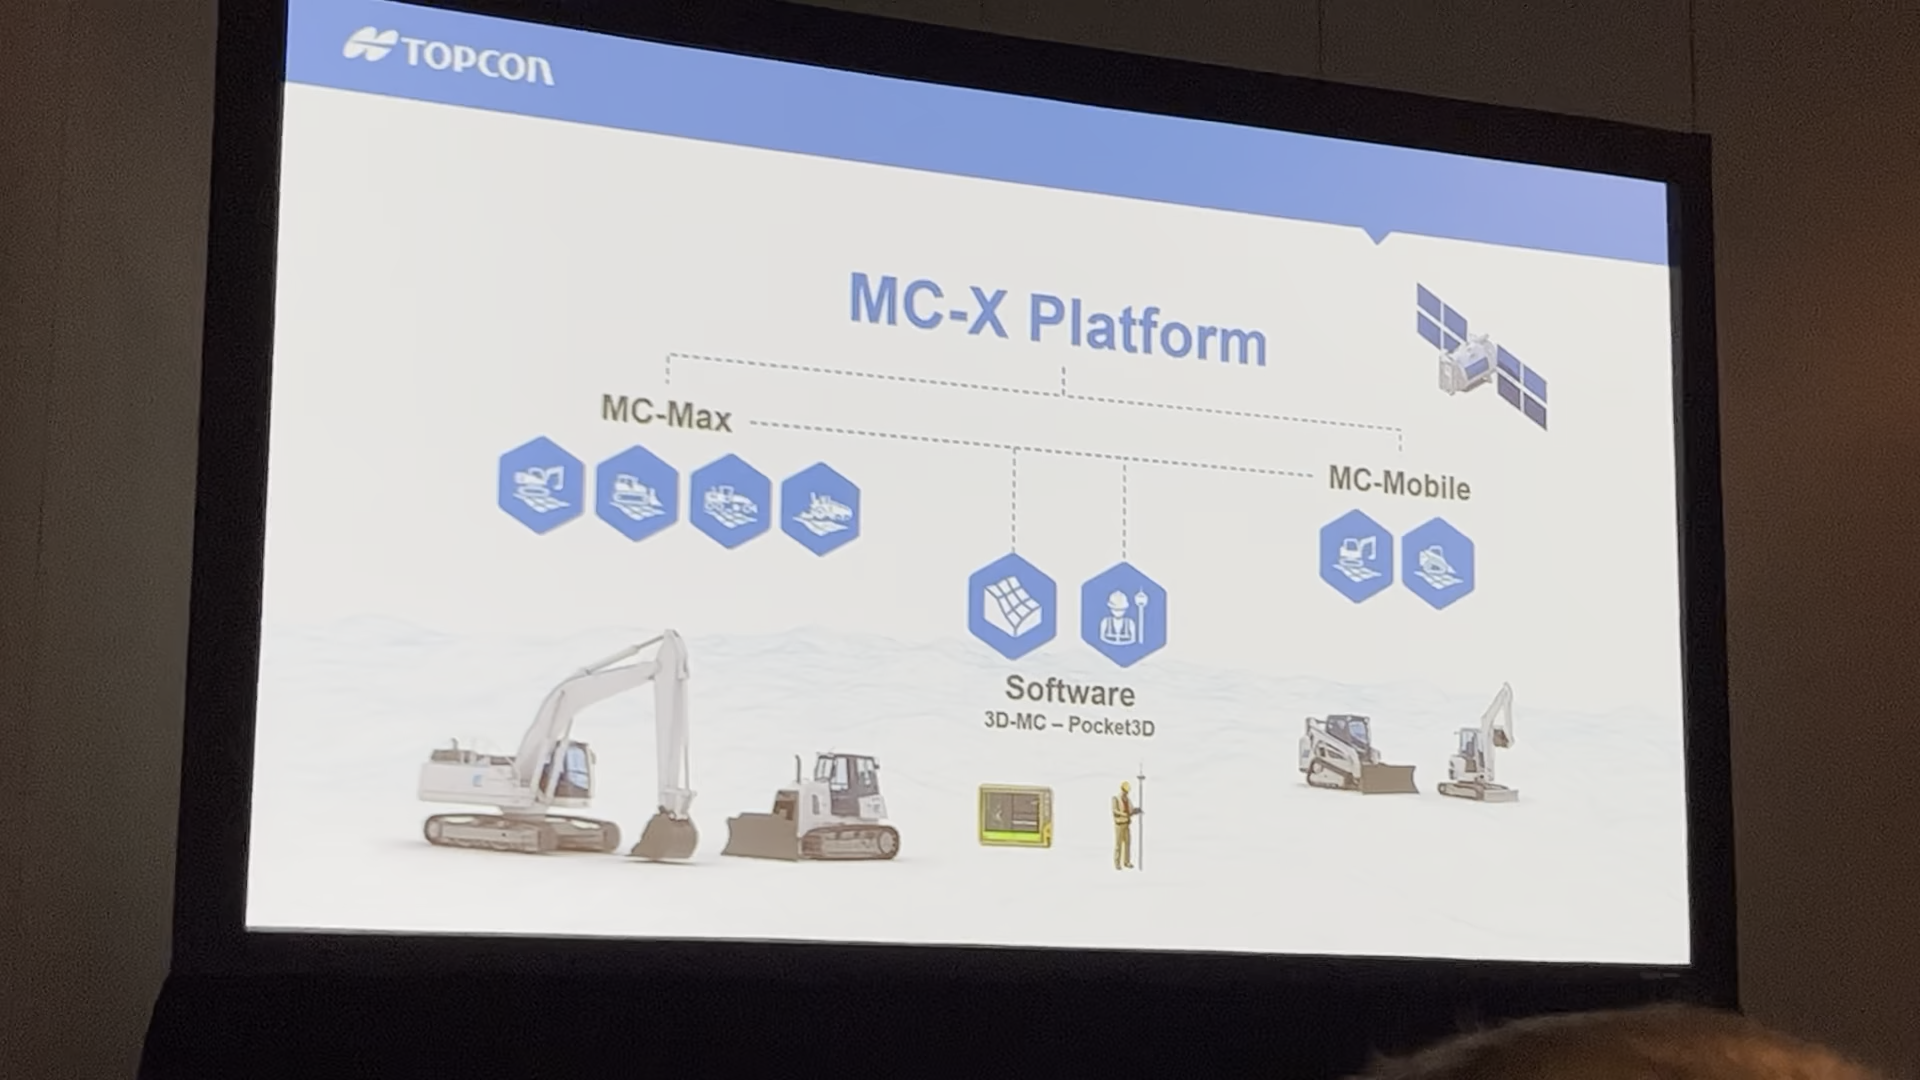 TOPCON
MC-X Platform
MC-Max
MC-Mobile
Software
3D-MC – Pocket3D